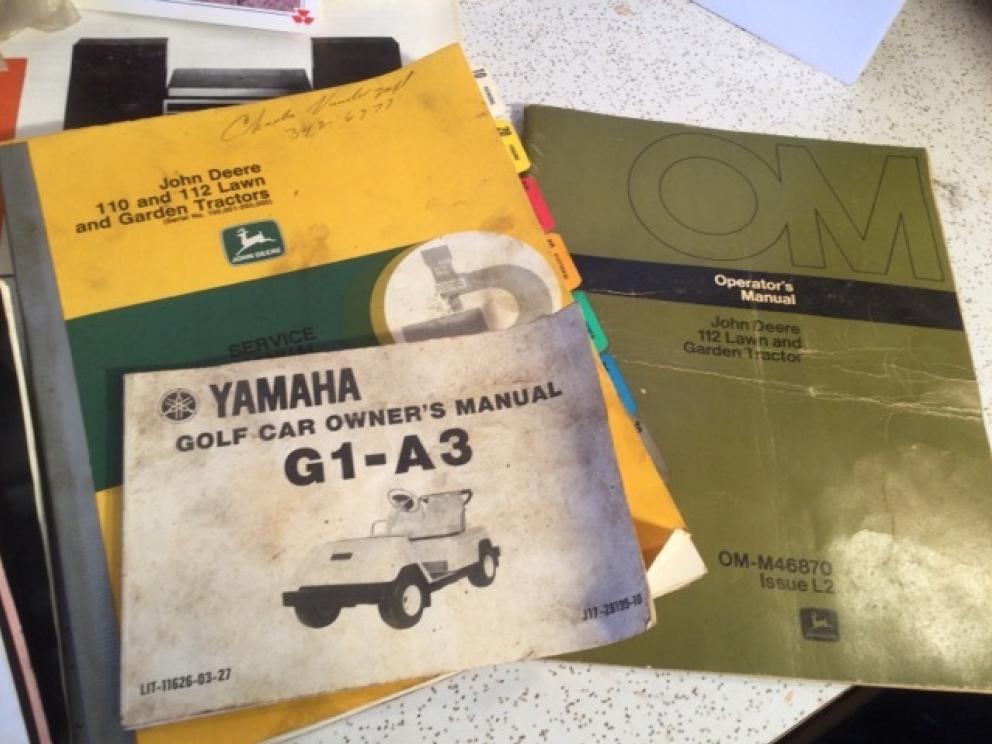 John Deere
110 and 112 Lawn
and Garden Tractors
JOHN DEERE
SERVICE
YAMAHA
GOLF CAR OWNER'S MANUAL
G1-A3
J17-28199-10
LIT-11626-03-27
10
20
OM
Operator's
Manual
John Deere
112 Lawn and
Garden Tractor
OM-M46870
Issue L2